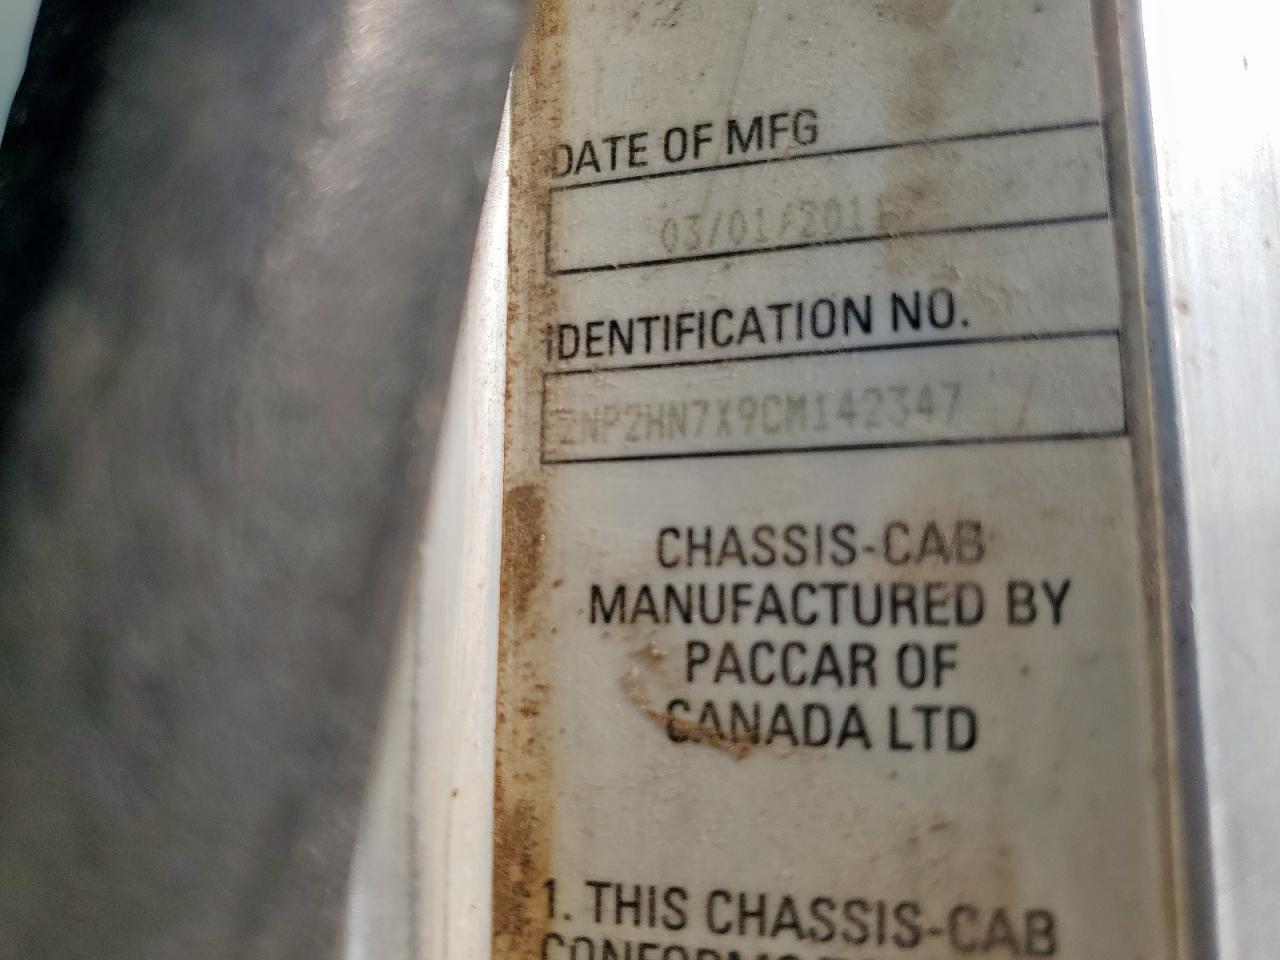 DATE OF MFG
03/01/201
IDENTIFICATION NO.
2NP2HN7X9CM142347
CHASSIS-CAB
MANUFACTURED BY
PACCAR OF
CANADA LTD
1. THIS CHASSIS-CAB